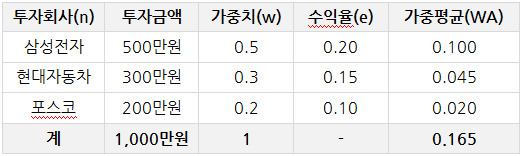 투자회사(n) 투자금액 가중치(w) 수익율(e) 가중평균(WA)
삼성전자 500만원 0.5 0.20 0.100
현대자동차 300만원 0.3 0.15 0.045
포스코 200만원 0.2 0.10 0.020
계 1,000만원 1 - 0.165